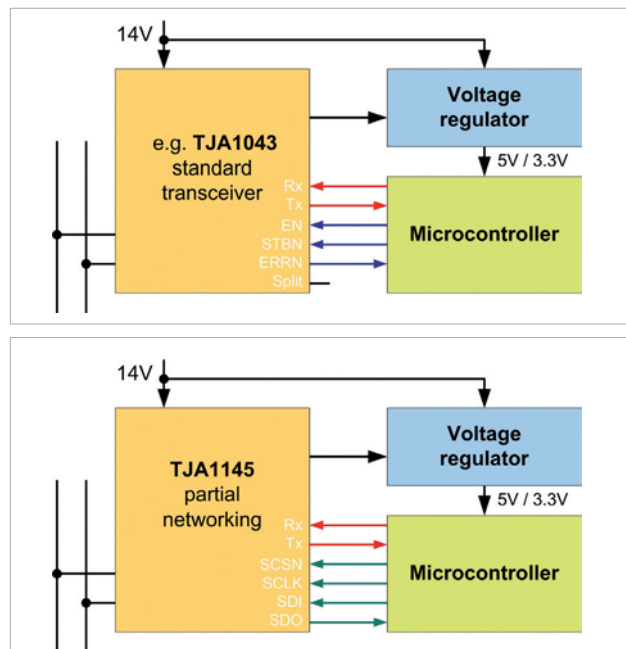 14V
Voltage
regulator
e.g. TJA1043
standard
transceiver
5V / 3.3V
Rx
Tx
EN
STBN
ERRN
Split
Microcontroller
14V
Voltage
regulator
TJA1145
partial
networking
5V / 3.3V
Rx
Tx
SCSN
SCLK
SDI
SDO
Microcontroller